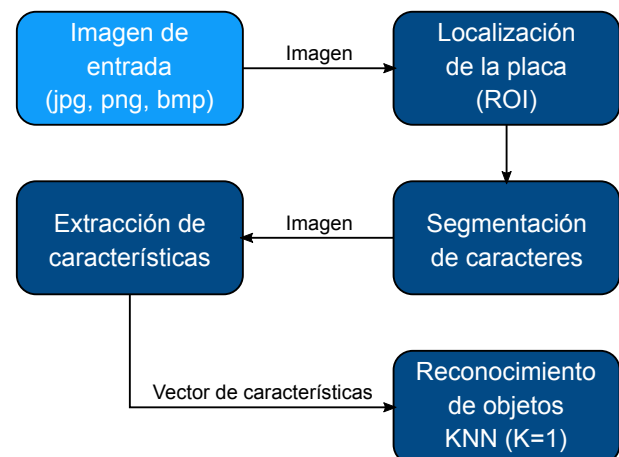 Imagen de
entrada
(jpg, png, bmp)
Imagen
Localización
de la placa
(ROI)
Segmentación
de caracteres
Imagen
Extracción de
características
Vector de características
Reconocimiento
de objetos
KNN (K=1)